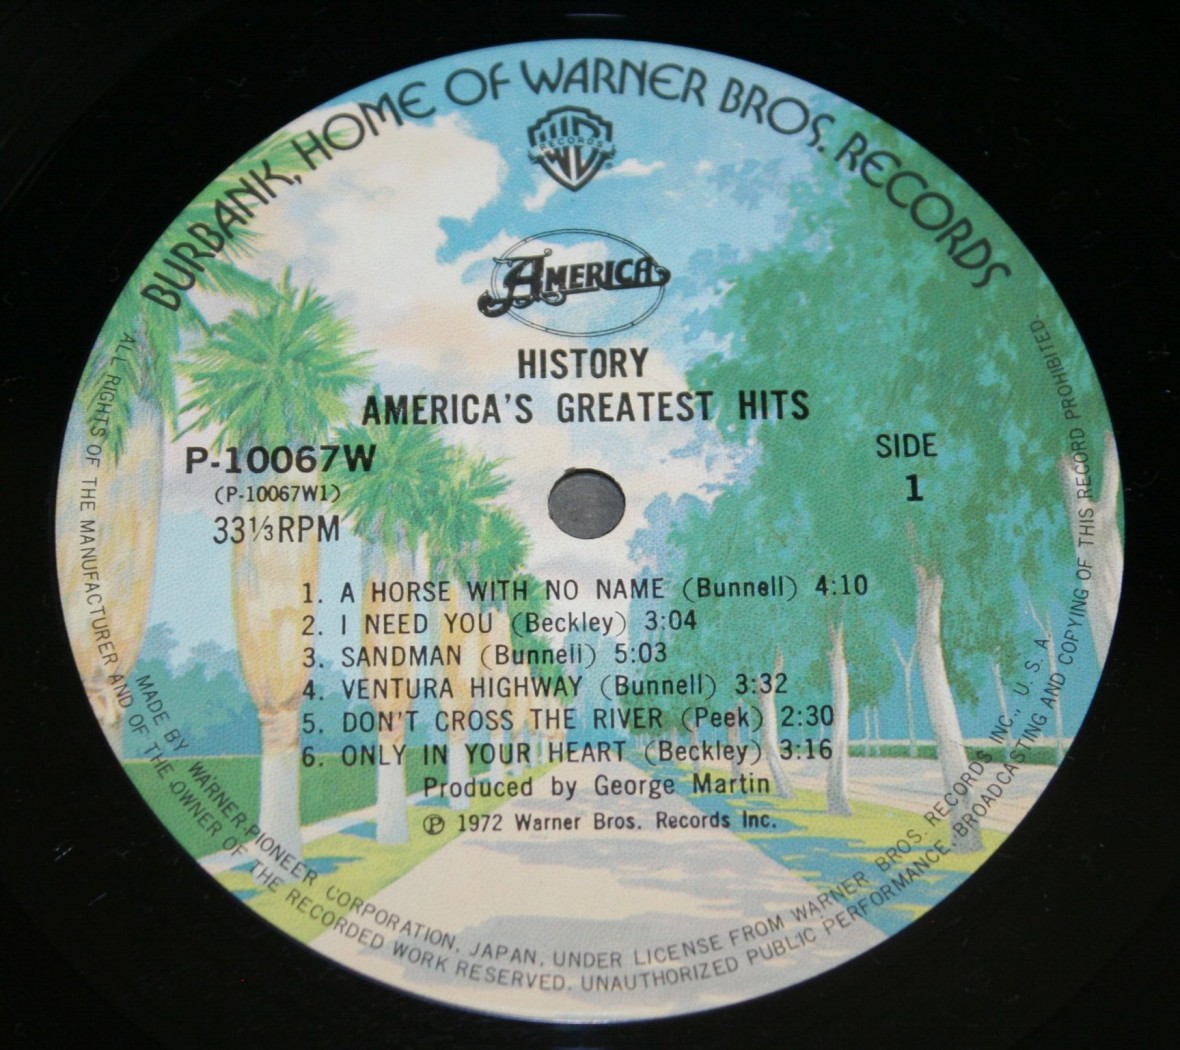 BURBANK, HOME OF WARNER BROS. RECORDS
RECORDS
AMERICA
HISTORY
AMERICA'S GREATEST HITS
P-10067W
(P-10067W1)
33⅓RPM
SIDE
1
1. A HORSE WITH NO NAME (Bunnell) 4:10
2. I NEED YOU (Beckley) 3:04
3. SANDMAN (Bunnell) 5:03
4. VENTURA HIGHWAY (Bunnell) 3:32
5. DON'T CROSS THE RIVER (Peek) 2:30
6. ONLY IN YOUR HEART (Beckley) 3:16
Produced by George Martin
Ⓟ 1972 Warner Bros. Records Inc.
MADE BY WARNER-PIONEER CORPORATION, JAPAN, UNDER LICENSE FROM WARNER BROS. RECORDS INC., U. S. A.
ALL RIGHTS OF THE MANUFACTURER AND OF THE OWNER OF THE RECORDED WORK RESERVED. UNAUTHORIZED PUBLIC PERFORMANCE, BROADCASTING AND COPYING OF THIS RECORD PROHIBITED.